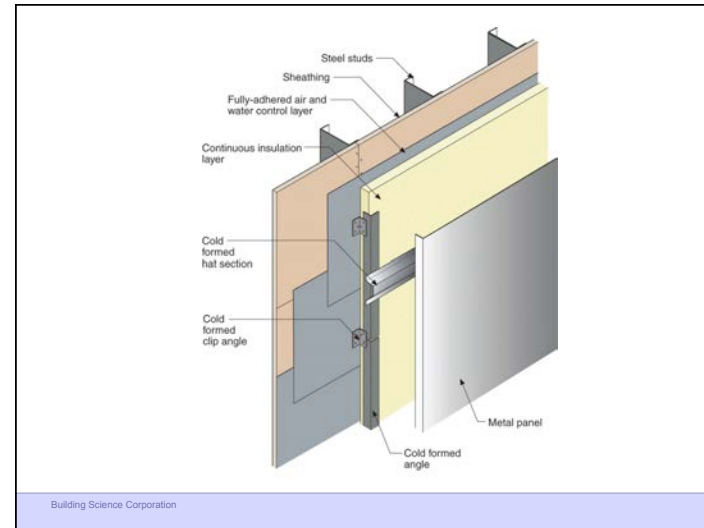 Steel studs
Sheathing
Fully-adhered air and
water control layer
Continuous insulation
layer
Cold
formed
hat section
Cold
formed
clip angle
Metal panel
Cold formed
angle
Building Science Corporation